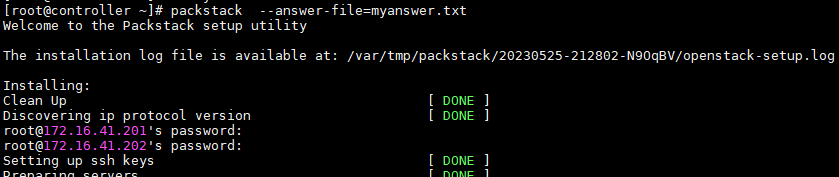 [root@controller ~]# packstack  --answer-file=myanswer.txt
Welcome to the Packstack setup utility
The installation log file is available at: /var/tmp/packstack/20230525-212802-N9OqBV/openstack-setup.log
Installing:
Clean Up                                             [ DONE ]
Discovering ip protocol version                      [ DONE ]
root@172.16.41.201's password:
root@172.16.41.202's password:
Setting up ssh keys                                  [ DONE ]
Preparing servers                                    [ DONE ]